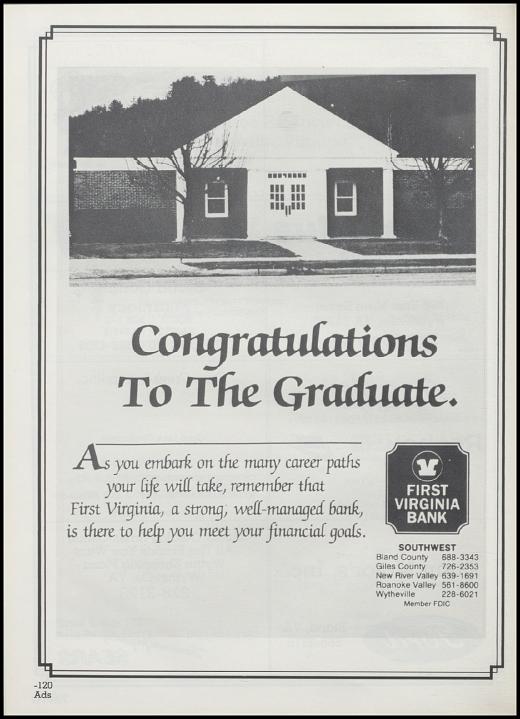 Congratulations
To The Graduate.
As you embark on the many career paths
your life will take, remember that
First Virginia, a strong, well-managed bank,
is there to help you meet your financial goals.
FIRST
VIRGINIA
BANK
SOUTHWEST
Bland County 688-3343
Giles County 726-2353
New River Valley 639-1691
Roanoke Valley 561-8600
Wytheville 228-6021
Member FDIC
-120
Ads